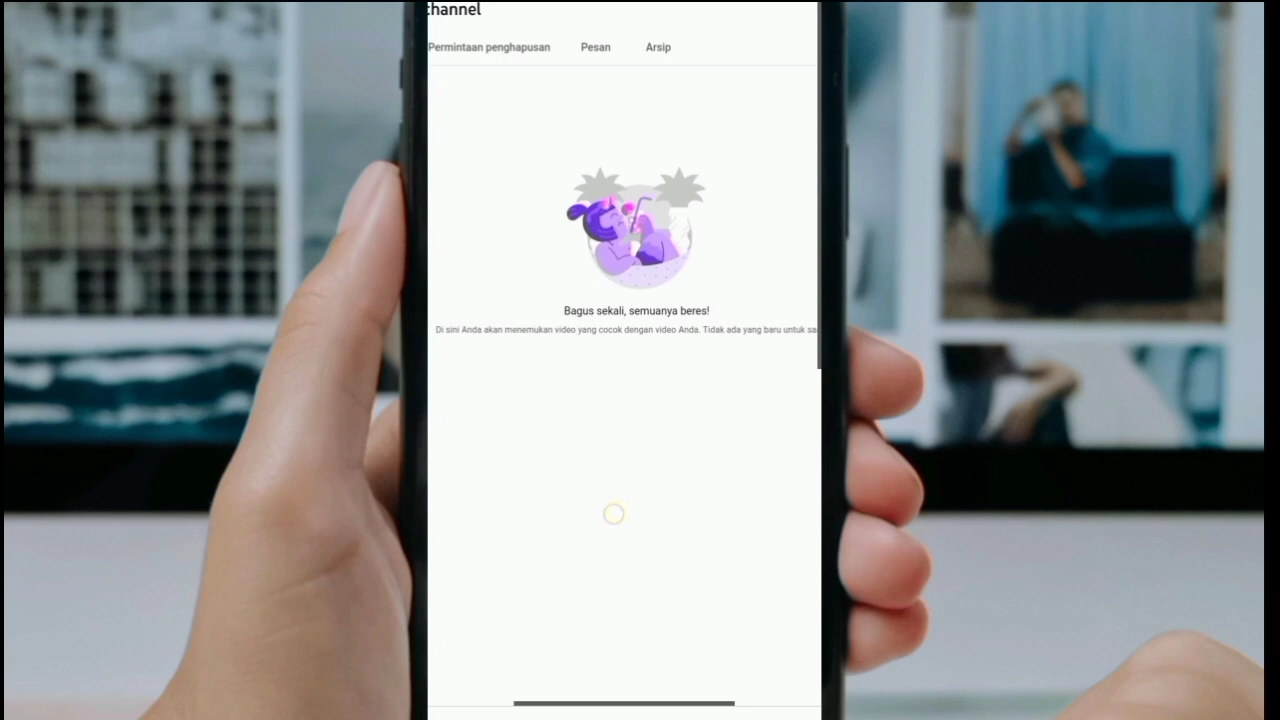 channel
Permintaan penghapusan Pesan Arsip
Bagus sekali, semuanya beres!
Di sini Anda akan menemukan video yang cocok dengan video Anda. Tidak ada yang baru untuk sa